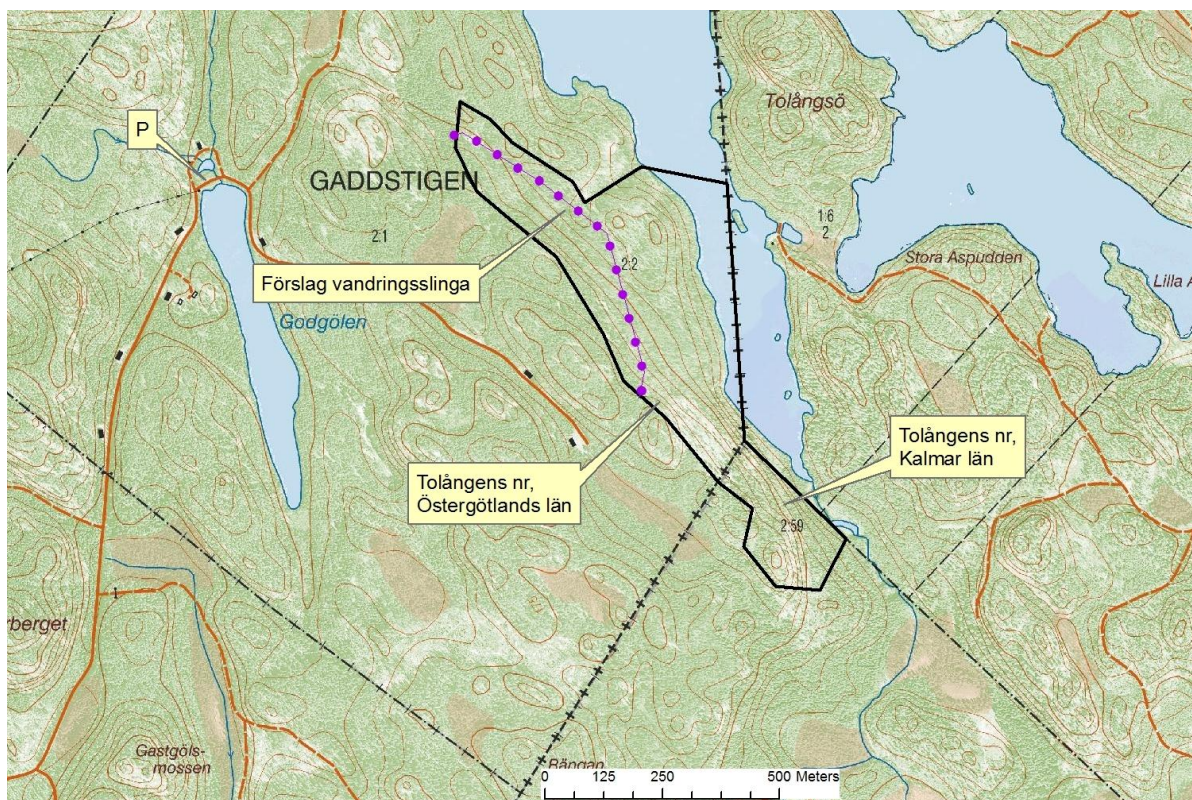 Tolångsö
P
GADDSTIGEN
1:6
2
2:1
2:2
Stora Aspudden
Lilla A
Förslag vandringsslinga
Godgölen
Tolångens nr,
Kalmar län
Tolångens nr,
Östergötlands län
2:59
1
rberget
Gastgöls-
mossen
Rängan
0 125 250 500 Meters